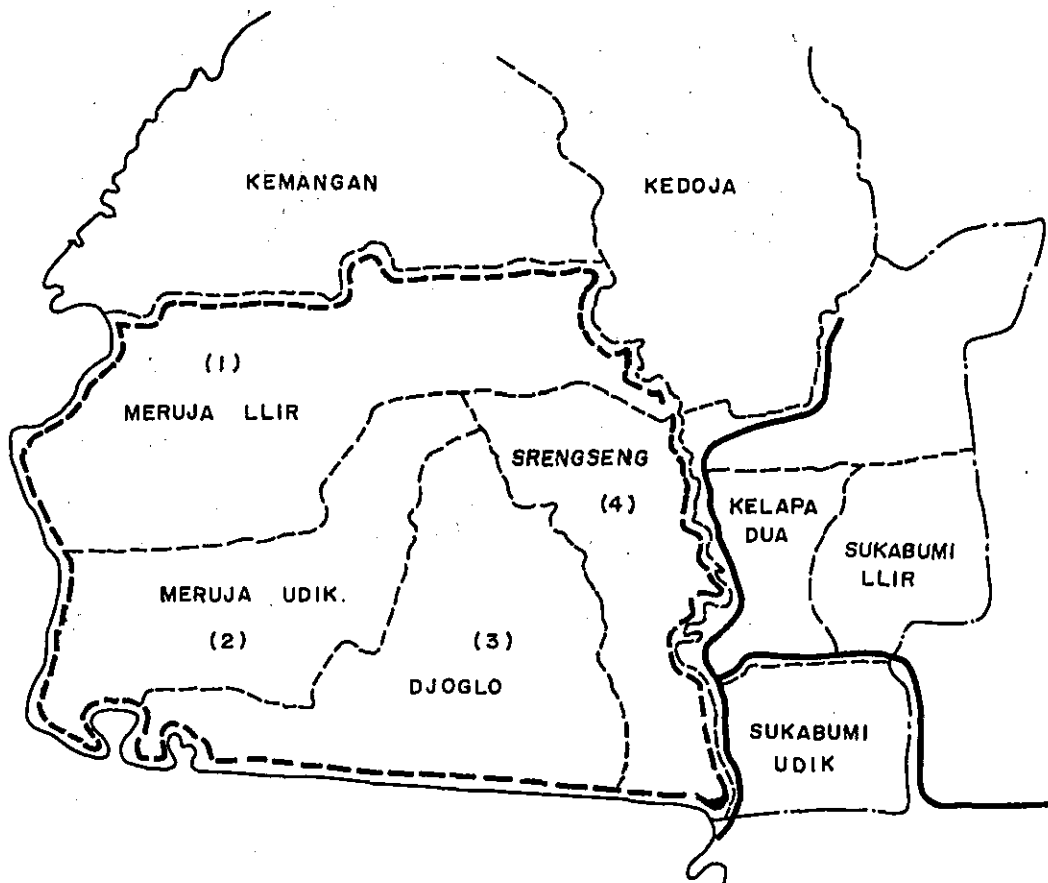 KEMANGAN
KEDOJA
(1)
MERUJA LLIR
SRENGSENG
(4)
KELAPA
DUA
SUKABUMI
LLIR
MERUJA UDIK.
(2)
(3)
DJOGLO
SUKABUMI
UDIK